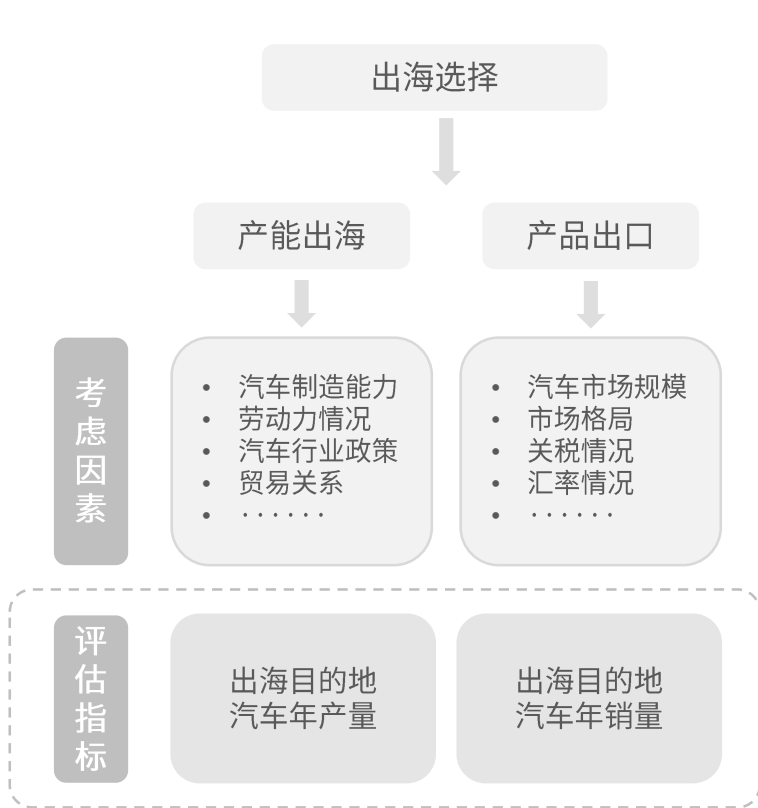 出海选择
产能出海
产品出口
考虑因素
• 汽车制造能力
• 劳动力情况
• 汽车行业政策
• 贸易关系
• ······
• 汽车市场规模
• 市场格局
• 关税情况
• 汇率情况
• ······
评估指标
出海目的地
汽车年产量
出海目的地
汽车年销量